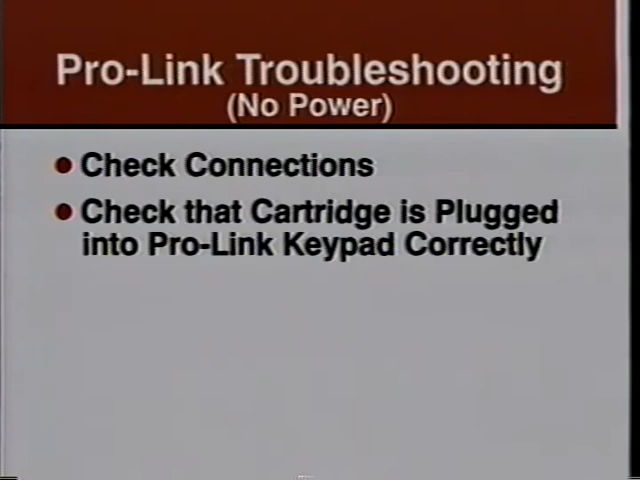 Pro-Link Troubleshooting
(No Power)
● Check Connections
● Check that Cartridge is Plugged
into Pro-Link Keypad Correctly